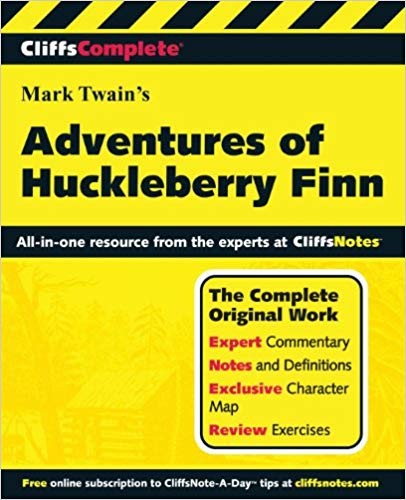 CliffsComplete®
Mark Twain's
Adventures of
Huckleberry Finn
All-in-one resource from the experts at CliffsNotes™
The Complete
Original Work
Expert Commentary
Notes and Definitions
Exclusive Character
Map
Review Exercises
Free online subscription to CliffsNote-A-Day™ tips at cliffsnotes.com